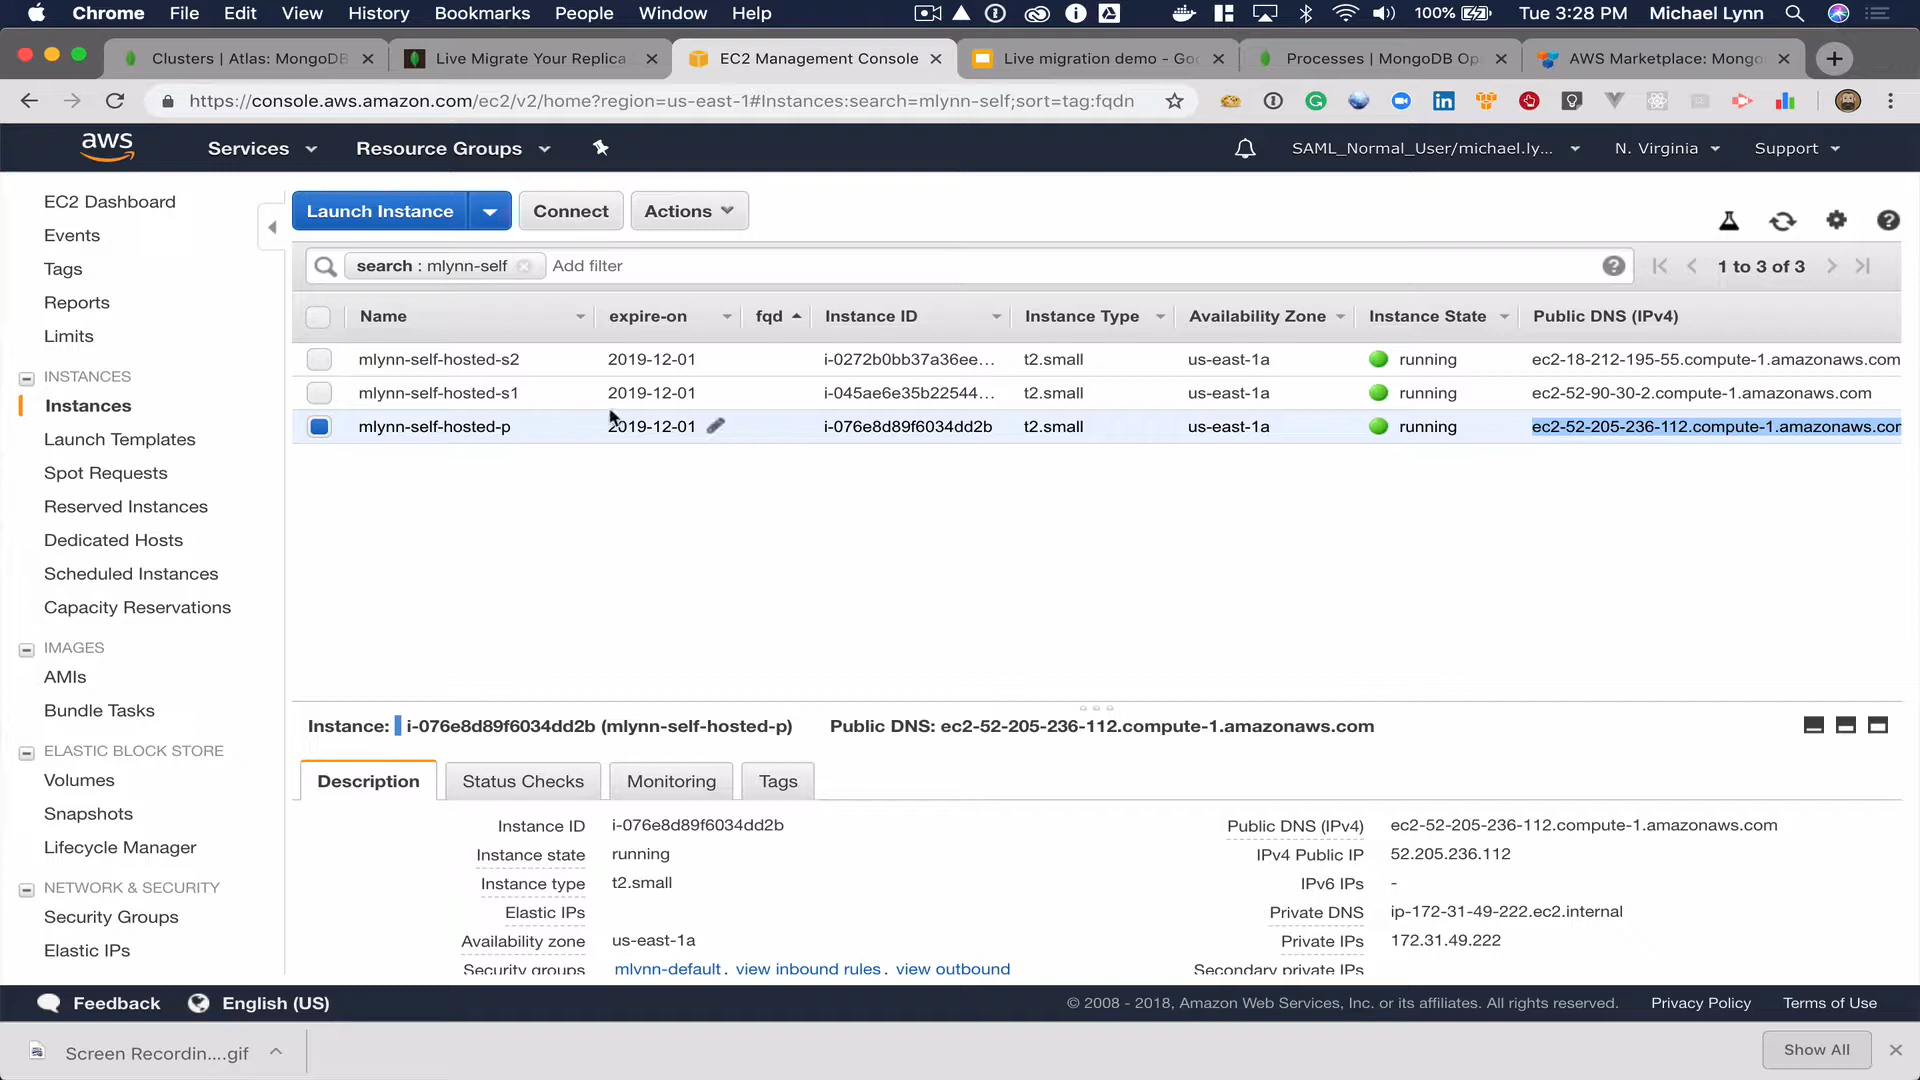 Chrome File Edit View History Bookmarks People Window Help 100% Tue 3:28 PM Michael Lynn
Clusters | Atlas: MongoDB
Live Migrate Your Replica
EC2 Management Console
Live migration demo - Goo
Processes | MongoDB Op
AWS Marketplace: Mongo
https://console.aws.amazon.com/ec2/v2/home?region=us-east-1#Instances:search=mlynn-self;sort=tag:fqdn
aws Services Resource Groups SAML_Normal_User/michael.ly... N. Virginia Support
EC2 Dashboard
Events
Tags
Reports
Limits
INSTANCES
Instances
Launch Templates
Spot Requests
Reserved Instances
Dedicated Hosts
Scheduled Instances
Capacity Reservations
IMAGES
AMIs
Bundle Tasks
ELASTIC BLOCK STORE
Volumes
Snapshots
Lifecycle Manager
NETWORK & SECURITY
Security Groups
Elastic IPs
Launch Instance Connect Actions
search : mlynn-self Add filter 1 to 3 of 3
Name expire-on fqd Instance ID Instance Type Availability Zone Instance State Public DNS (IPv4)
mlynn-self-hosted-s2 2019-12-01 i-0272b0bb37a36ee... t2.small us-east-1a running ec2-18-212-195-55.compute-1.amazonaws.com
mlynn-self-hosted-s1 2019-12-01 i-045ae6e35b22544... t2.small us-east-1a running ec2-52-90-30-2.compute-1.amazonaws.com
mlynn-self-hosted-p 2019-12-01 i-076e8d89f6034dd2b t2.small us-east-1a running ec2-52-205-236-112.compute-1.amazonaws.cor
Instance: i-076e8d89f6034dd2b (mlynn-self-hosted-p) Public DNS: ec2-52-205-236-112.compute-1.amazonaws.com
Description Status Checks Monitoring Tags
Instance ID i-076e8d89f6034dd2b Public DNS (IPv4) ec2-52-205-236-112.compute-1.amazonaws.com
Instance state running IPv4 Public IP 52.205.236.112
Instance type t2.small IPv6 IPs -
Elastic IPs Private DNS ip-172-31-49-222.ec2.internal
Availability zone us-east-1a Private IPs 172.31.49.222
Security groups mlynn-default. view inbound rules. view outbound Secondary private IPs
Feedback English (US) © 2008 - 2018, Amazon Web Services, Inc. or its affiliates. All rights reserved. Privacy Policy Terms of Use
Screen Recordin....gif Show All